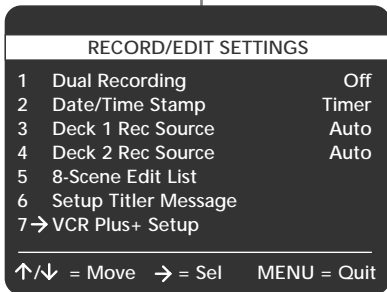 RECORD/EDIT SETTINGS
1 Dual Recording Off
2 Date/Time Stamp Timer
3 Deck 1 Rec Source Auto
4 Deck 2 Rec Source Auto
5 8-Scene Edit List
6 Setup Titler Message
7→ VCR Plus+ Setup
↑/↓ = Move → = Sel MENU = Quit